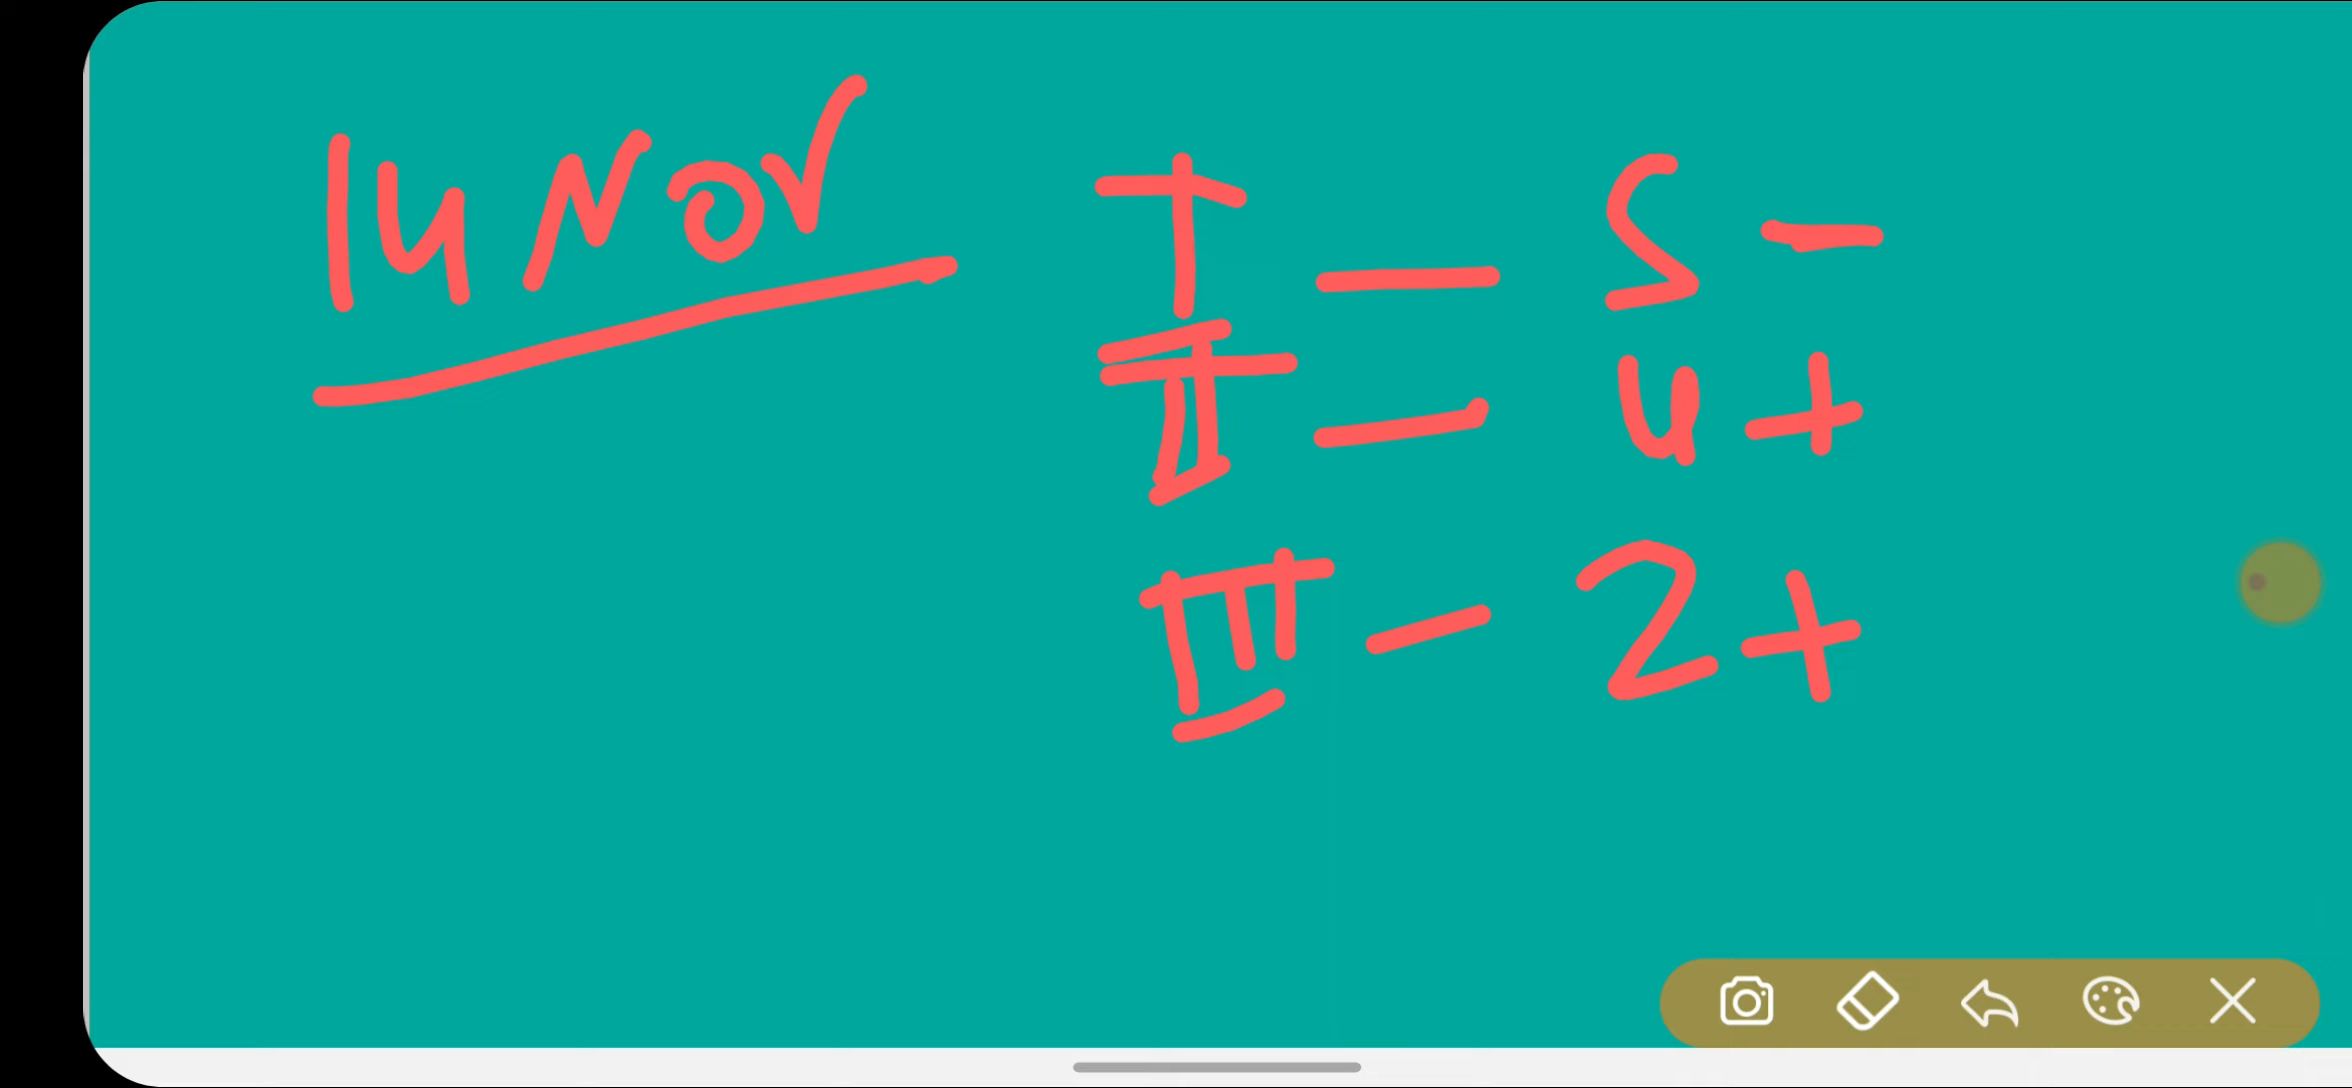 14 Nov
I — 5 -
II — 4 +
III — 2 +